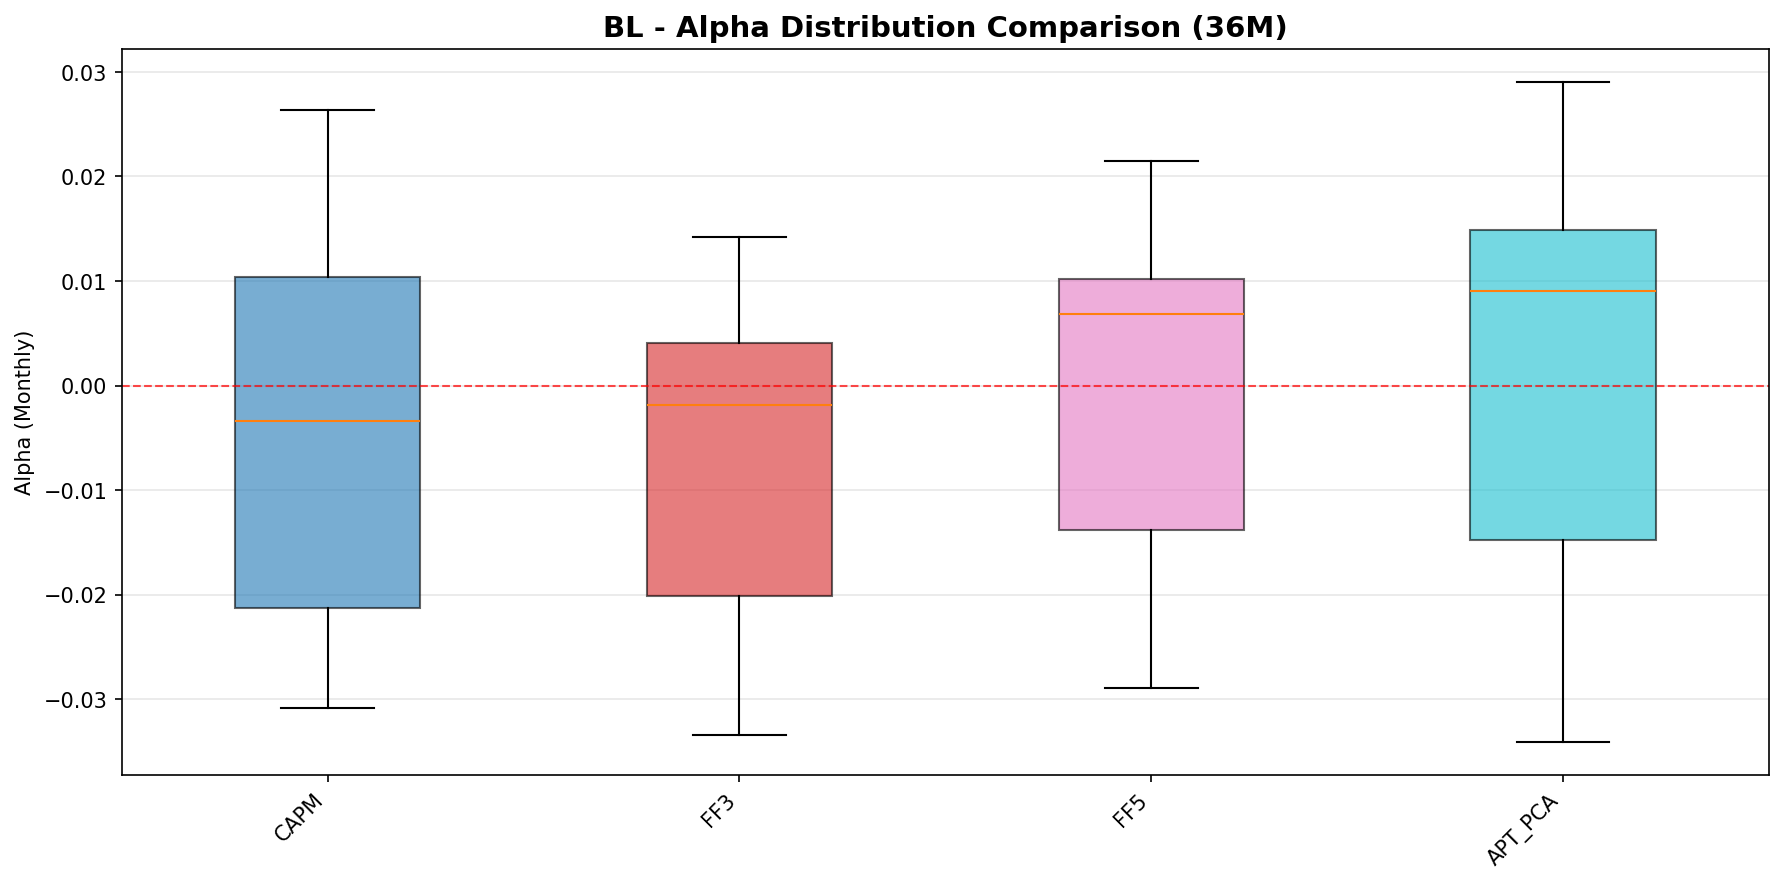 BL - Alpha Distribution Comparison (36M)
Alpha (Monthly)
0.03
0.02
0.01
0.00
−0.01
−0.02
−0.03
CAPM
FF3
FF5
APT_PCA